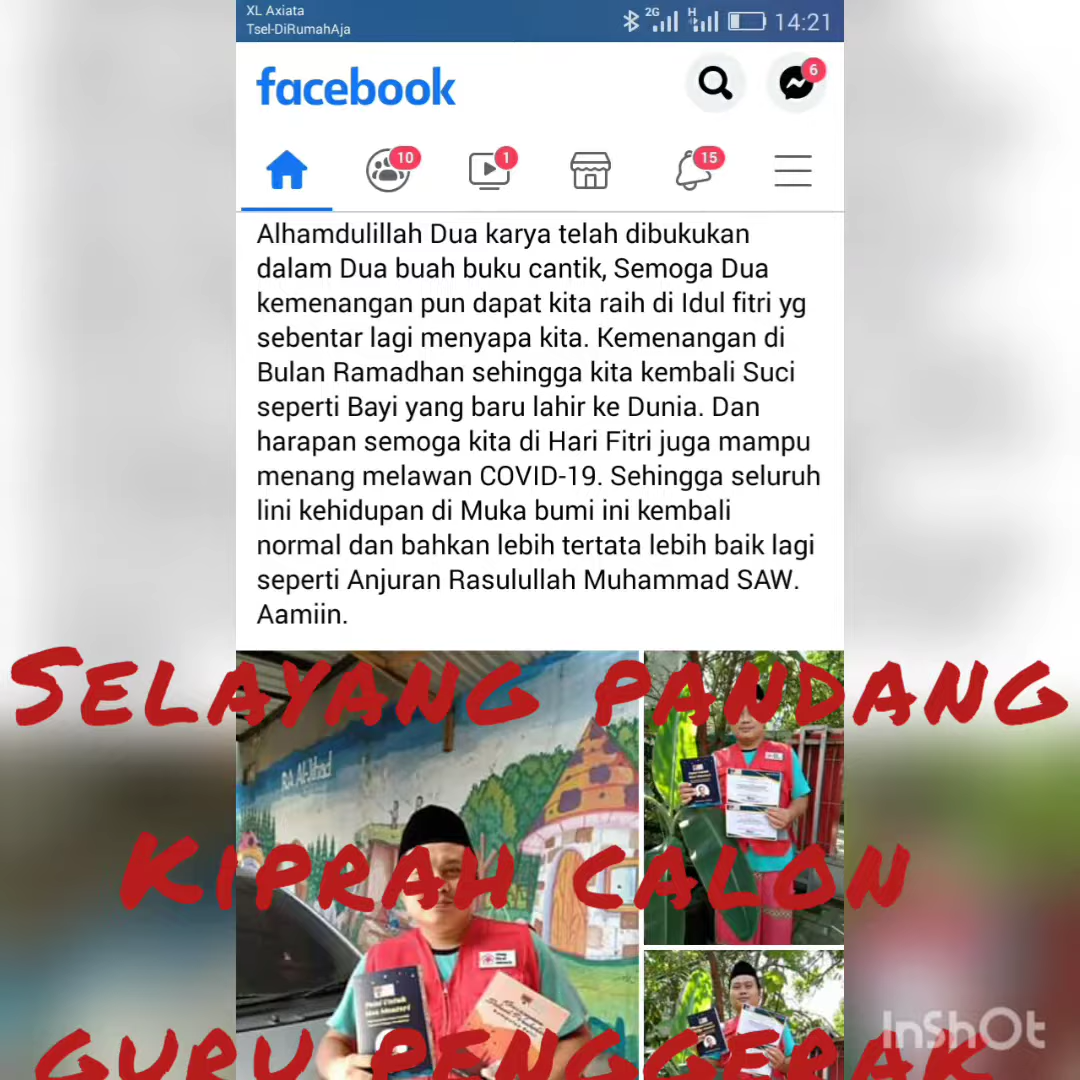 XL Axiata
Tsel-DiRumahAja
2G
H
14:21
facebook
6
10
1
15
Alhamdulillah Dua karya telah dibukukan
dalam Dua buah buku cantik, Semoga Dua
kemenangan pun dapat kita raih di Idul fitri yg
sebentar lagi menyapa kita. Kemenangan di
Bulan Ramadhan sehingga kita kembali Suci
seperti Bayi yang baru lahir ke Dunia. Dan
harapan semoga kita di Hari Fitri juga mampu
menang melawan COVID-19. Sehingga seluruh
lini kehidupan di Muka bumi ini kembali
normal dan bahkan lebih tertata lebih baik lagi
seperti Anjuran Rasulullah Muhammad SAW.
Aamiin.
SELAYANG PANDANG
KIPRAH CALON
GURU PENGGERAK
RA Al-Jihad
InShOt